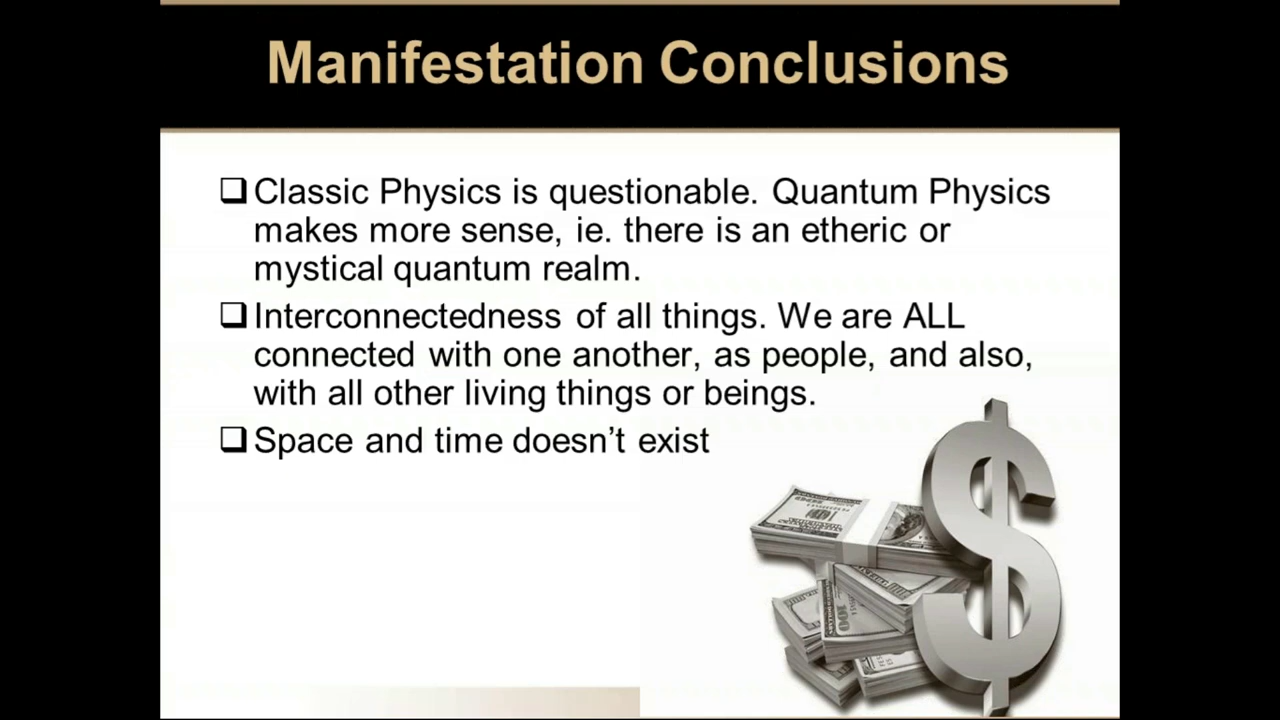 Manifestation Conclusions
❑Classic Physics is questionable. Quantum Physics
makes more sense, ie. there is an etheric or
mystical quantum realm.
❑Interconnectedness of all things. We are ALL
connected with one another, as people, and also,
with all other living things or beings.
❑Space and time doesn’t exist
$
100